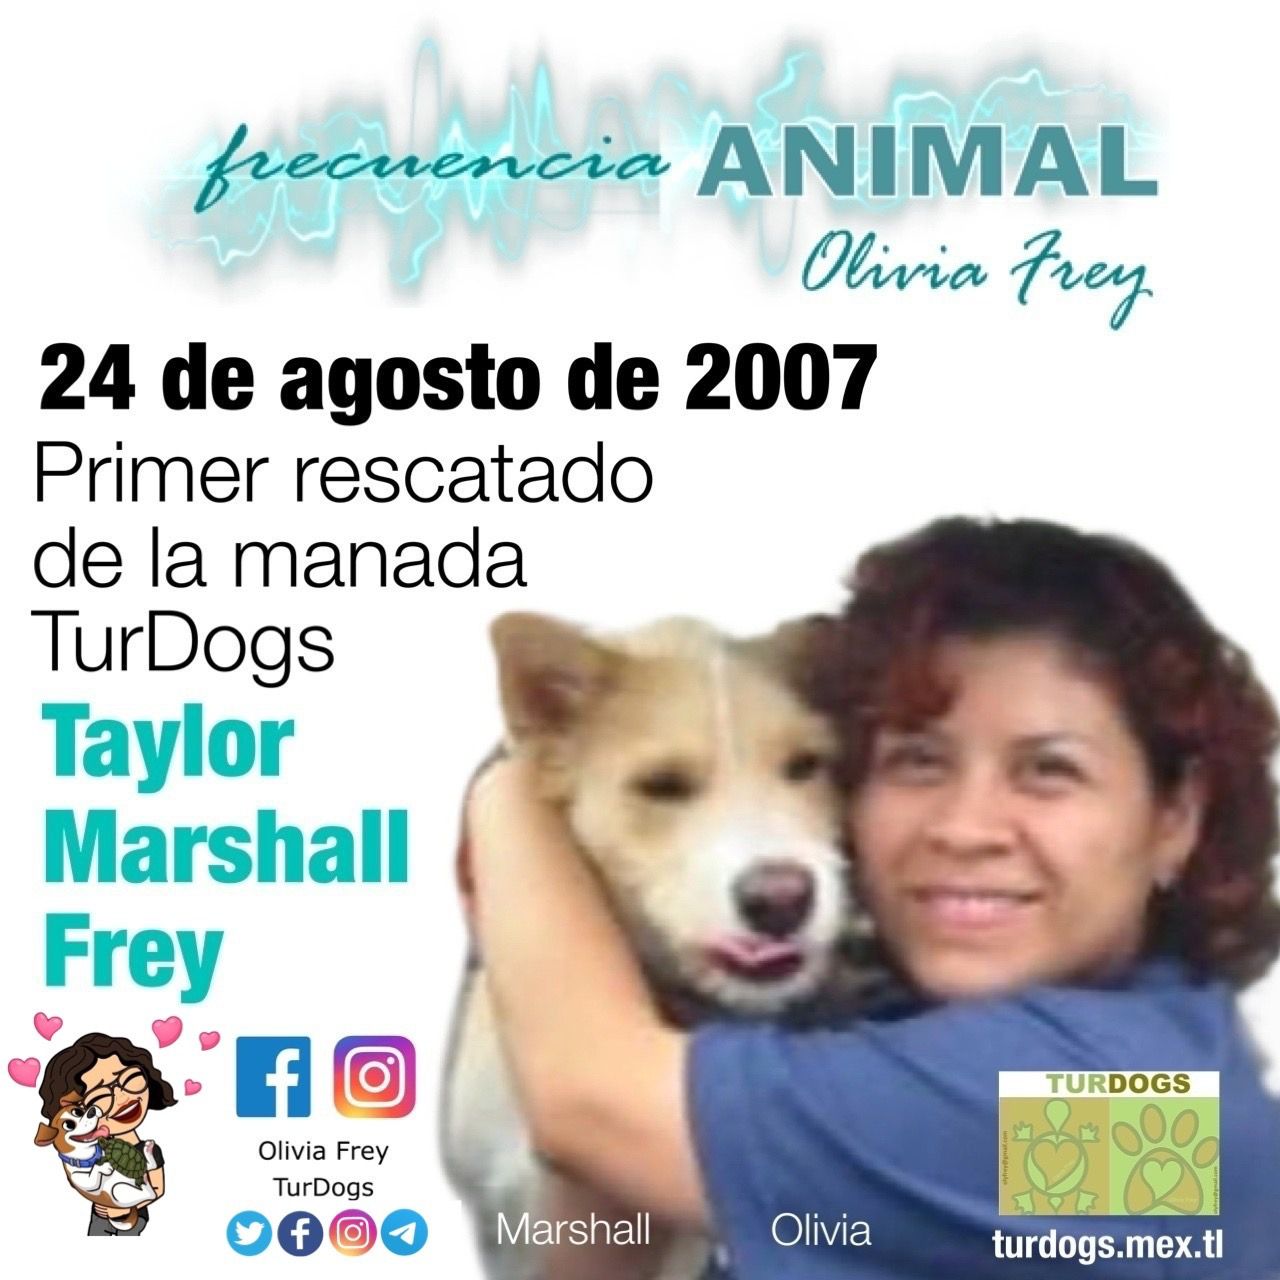 frecuencia ANIMAL
Olivia Frey
24 de agosto de 2007
Primer rescatado
de la manada
TurDogs
Taylor
Marshall
Frey
Olivia Frey
TurDogs
Marshall
Olivia
TURDOGS
turdogs.mex.tl